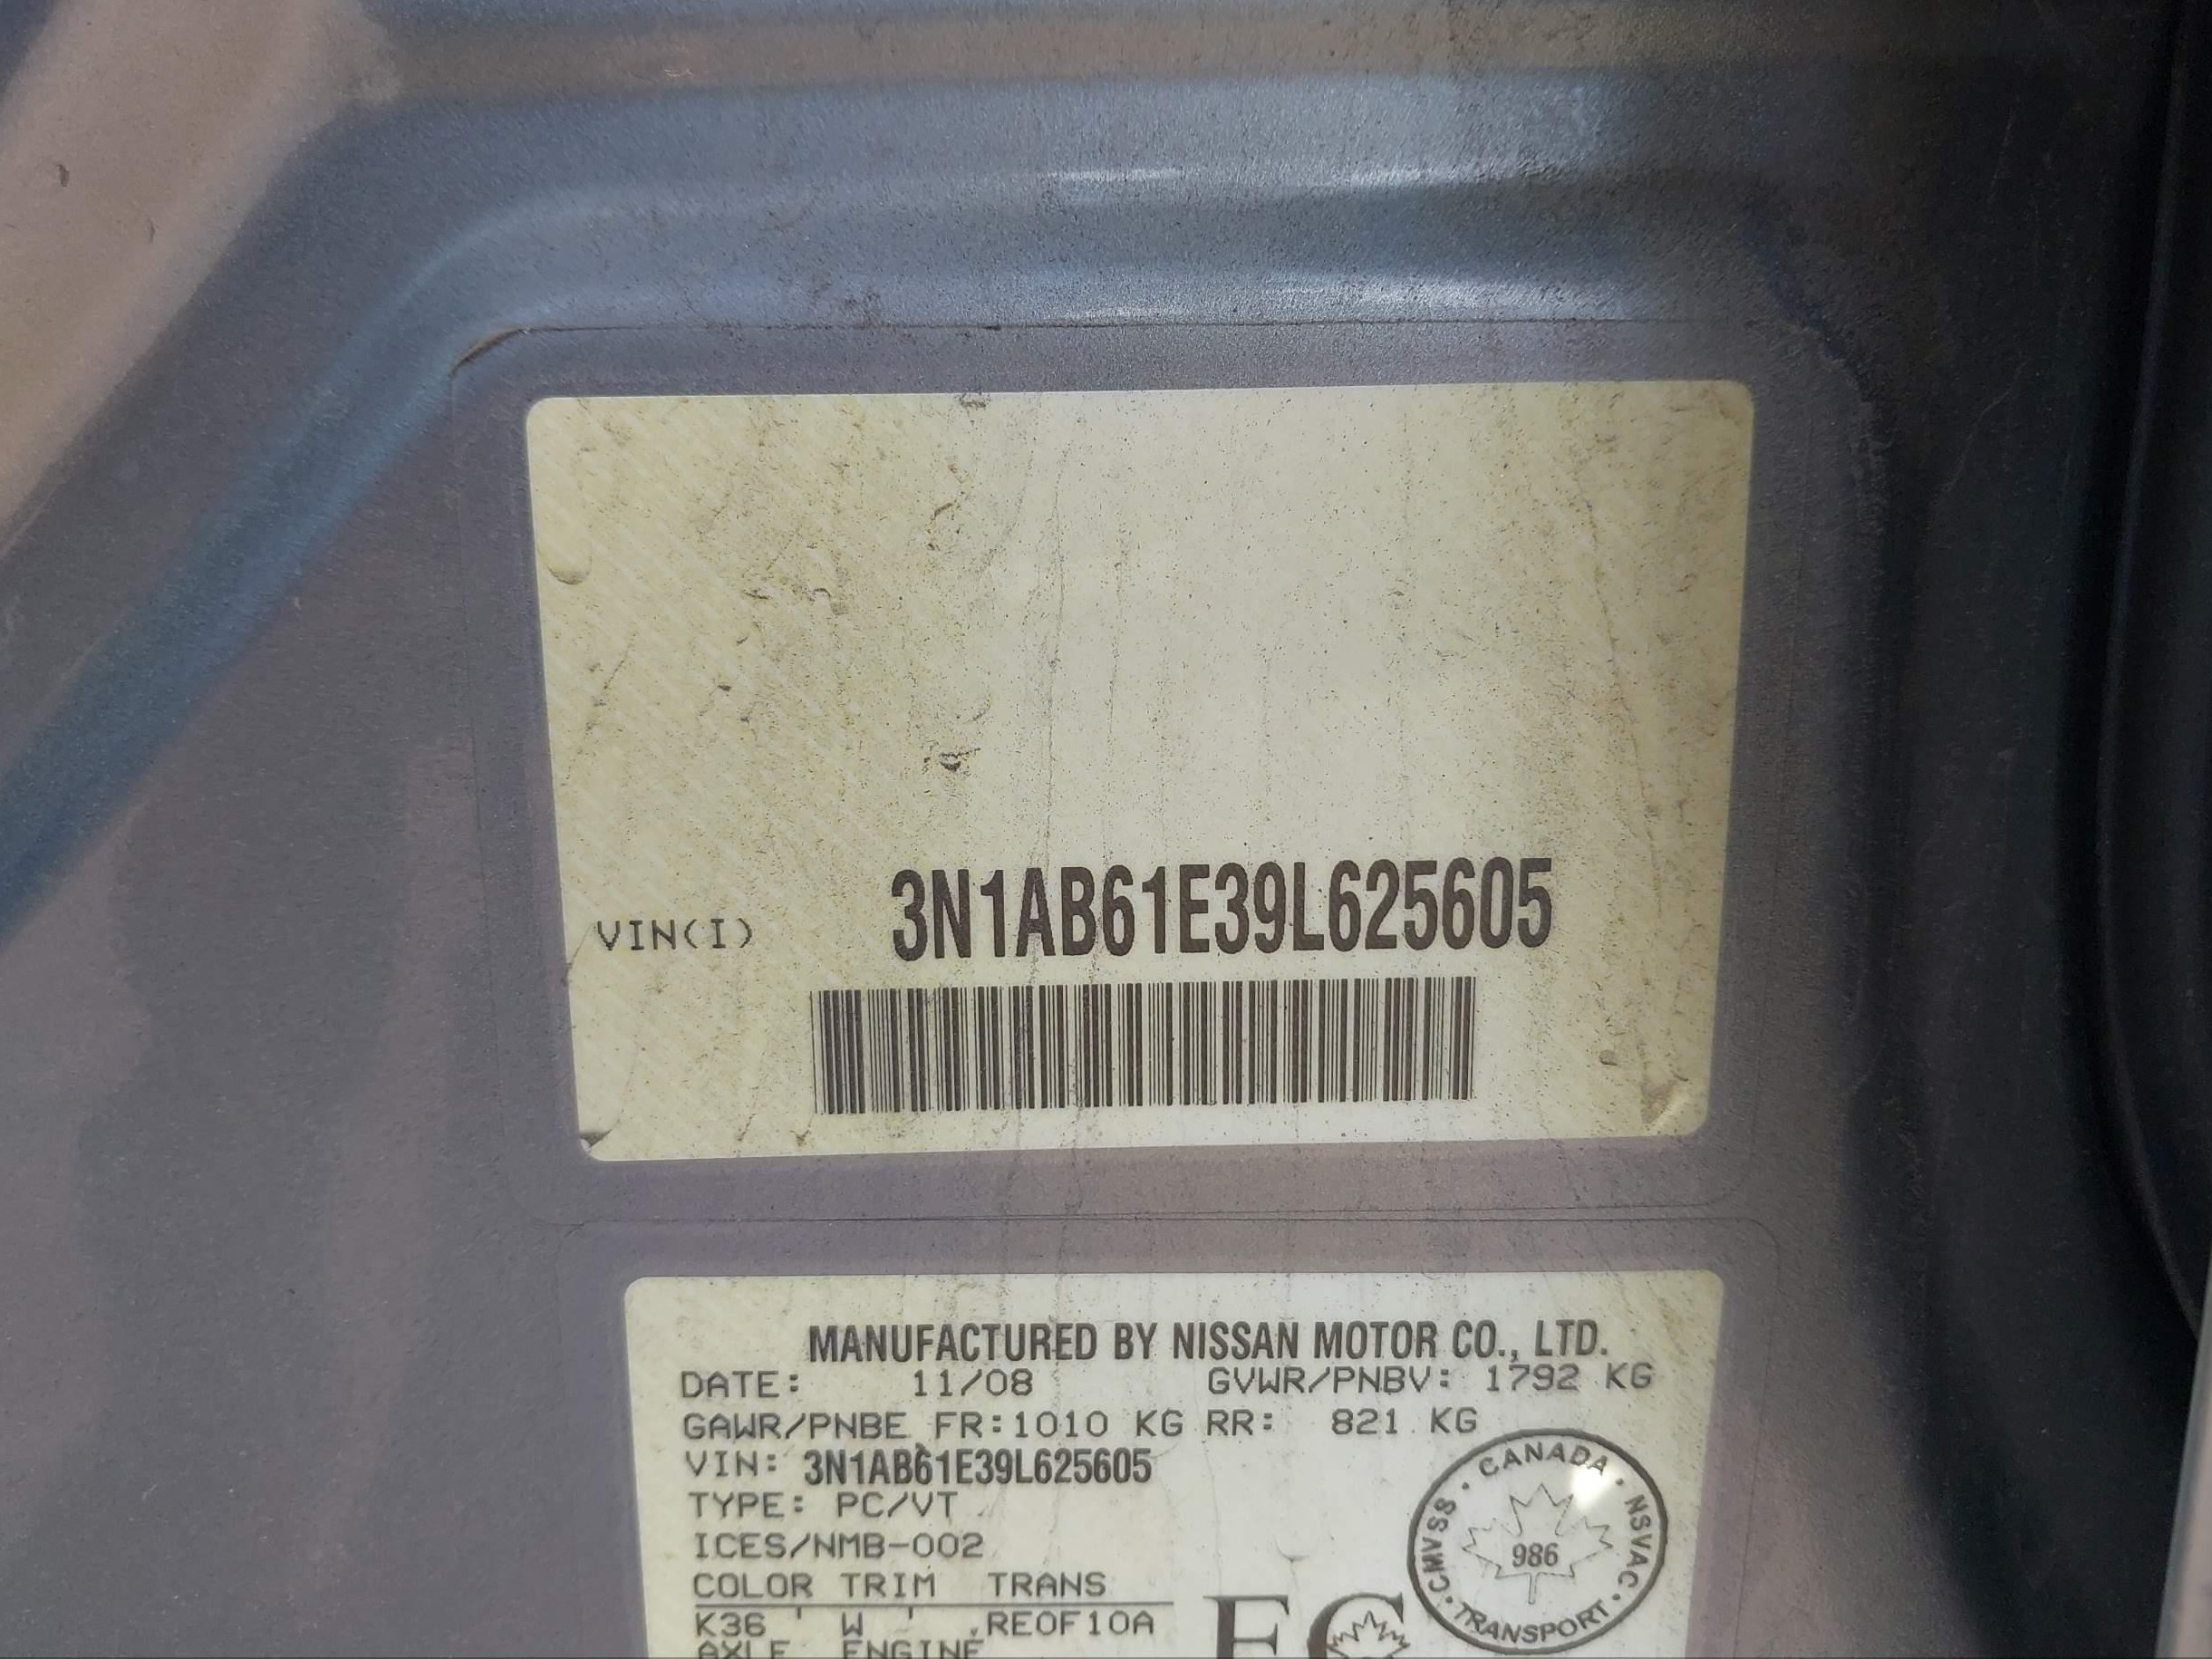 VIN(I) 3N1AB61E39L625605
MANUFACTURED BY NISSAN MOTOR CO., LTD.
DATE: 11/08 GVWR/PNBV: 1792 KG
GAWR/PNBE FR:1010 KG RR: 821 KG
VIN: 3N1AB61E39L625605
TYPE: PC/VT
ICES/NMB-002
COLOR TRIM TRANS
K36 ' W ' RE0F10A
AXLE ENGINE
CANADA · NSVAC · TRANSPORT · CMVSS ·
986